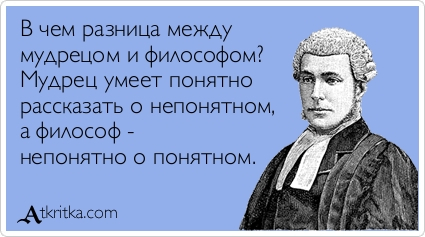 В чем разница между
мудрецом и философом?
Мудрец умеет понятно
рассказать о непонятном,
а философ -
непонятно о понятном.
Atkritka.com